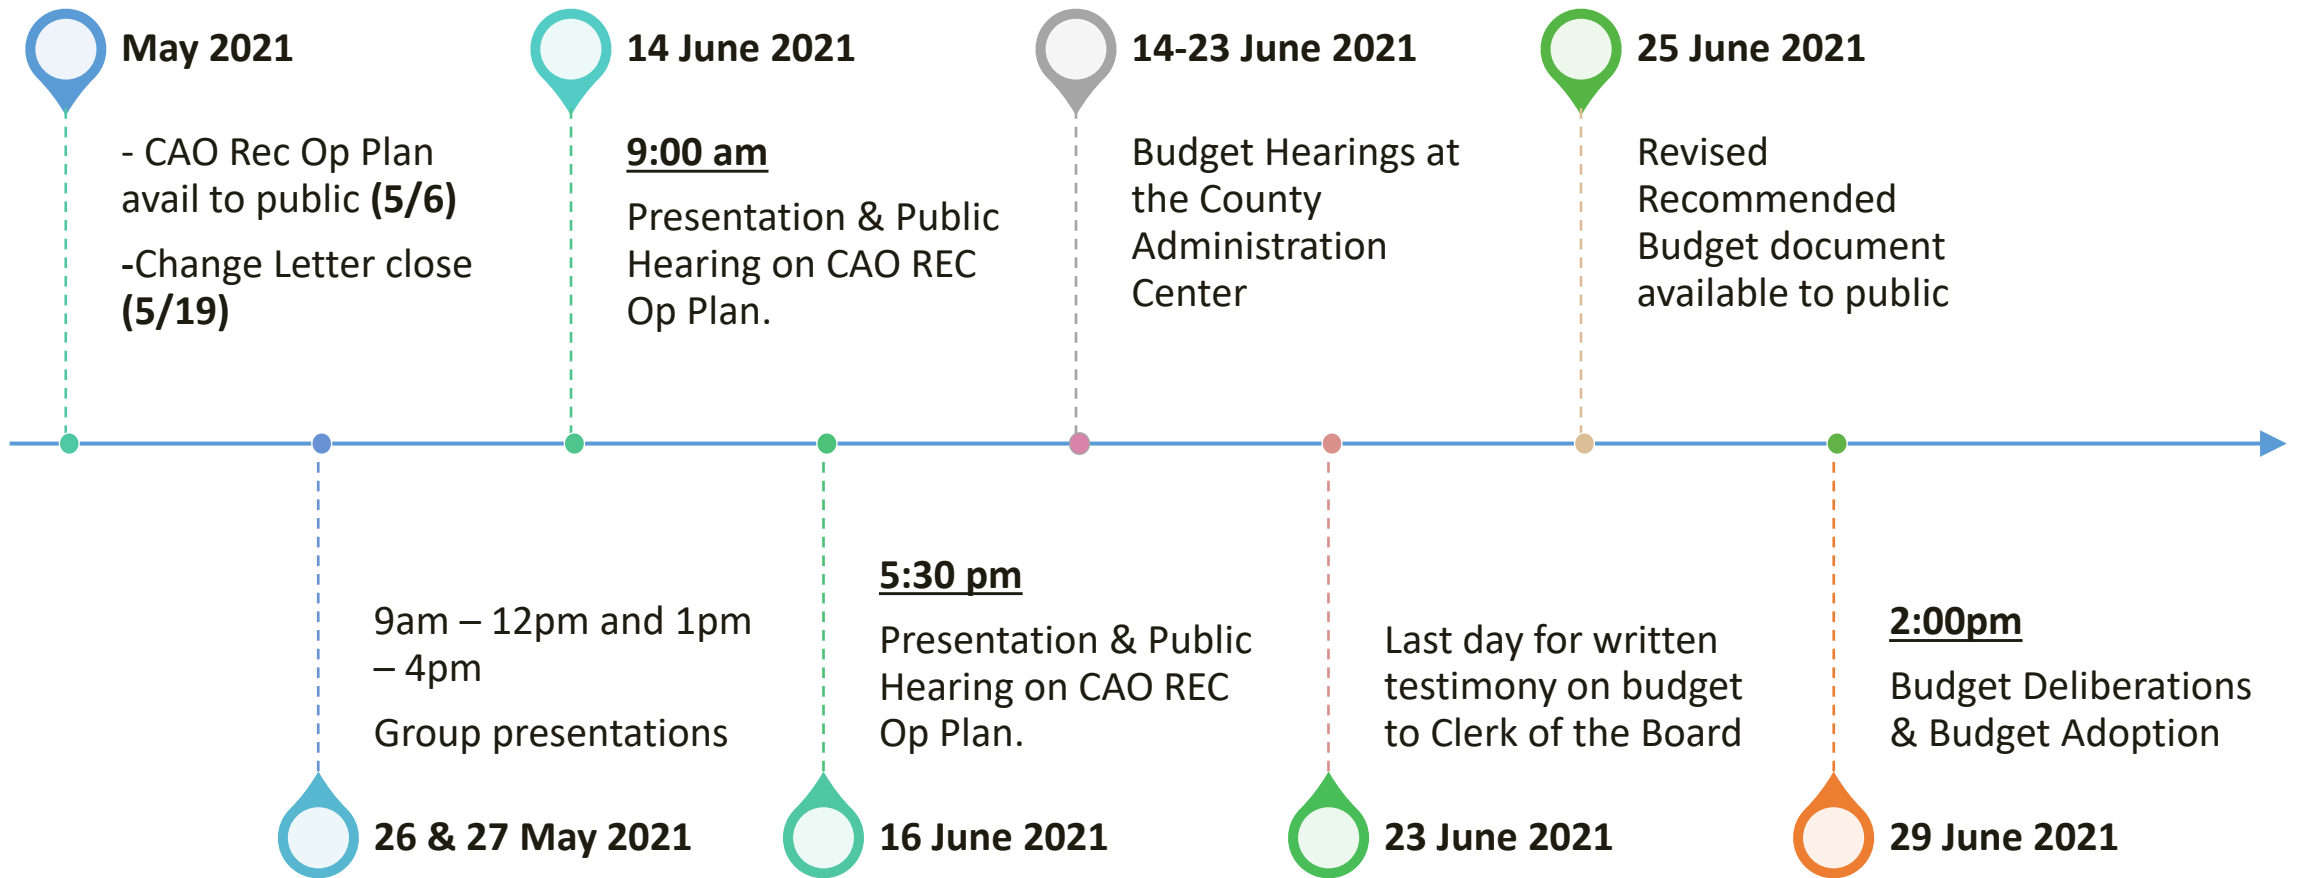 May 2021
- CAO Rec Op Plan
avail to public (5/6)
-Change Letter close
(5/19)
14 June 2021
9:00 am
Presentation & Public
Hearing on CAO REC
Op Plan.
14-23 June 2021
Budget Hearings at
the County
Administration
Center
25 June 2021
Revised
Recommended
Budget document
available to public
9am – 12pm and 1pm
– 4pm
Group presentations
26 & 27 May 2021
5:30 pm
Presentation & Public
Hearing on CAO REC
Op Plan.
16 June 2021
Last day for written
testimony on budget
to Clerk of the Board
23 June 2021
2:00pm
Budget Deliberations
& Budget Adoption
29 June 2021